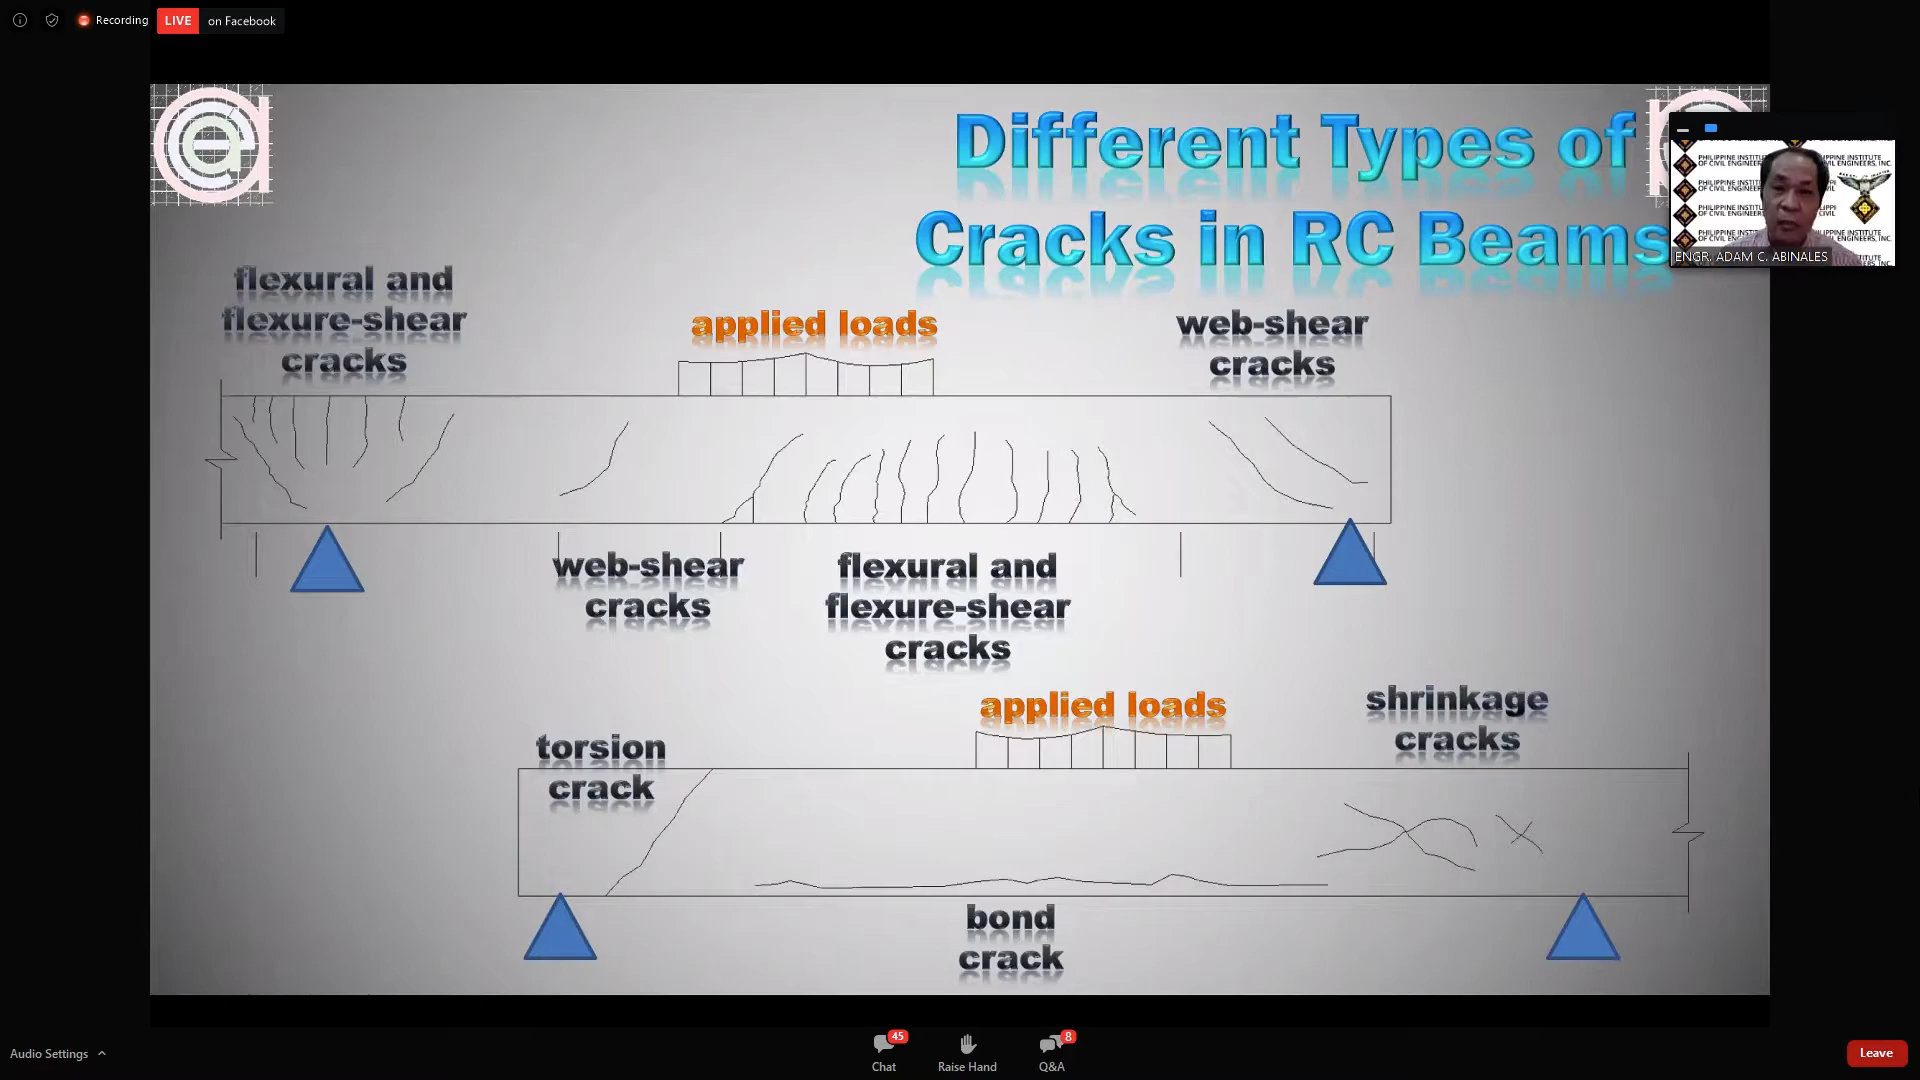 Recording
LIVE on Facebook
Different Types of
Cracks in RC Beams
PHILIPPINE INSTITUTE
OF CIVIL ENGINEERS, INC.
ENGR. ADAM C. ABINALES
flexural and
flexure-shear
cracks
applied loads
web-shear
cracks
web-shear
cracks
flexural and
flexure-shear
cracks
applied loads
shrinkage
cracks
torsion
crack
bond
crack
Audio Settings
45
Chat
Raise Hand
8
Q&A
Leave